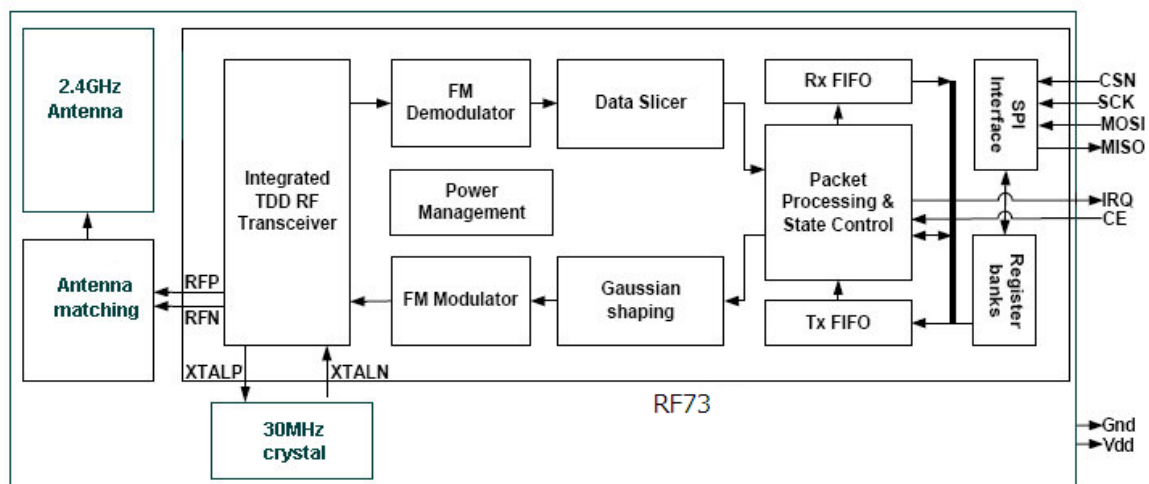 2.4GHz
Antenna
Antenna
matching
RFP
RFN
XTALP
XTALN
30MHz
crystal
Integrated
TDD RF
Transceiver
FM
Demodulator
Data Slicer
Power
Management
FM Modulator
Gaussian
shaping
Rx FIFO
Packet
Processing &
State Control
Tx FIFO
SPI
Interface
Register
banks
CSN
SCK
MOSI
MISO
IRQ
CE
RF73
Gnd
Vdd